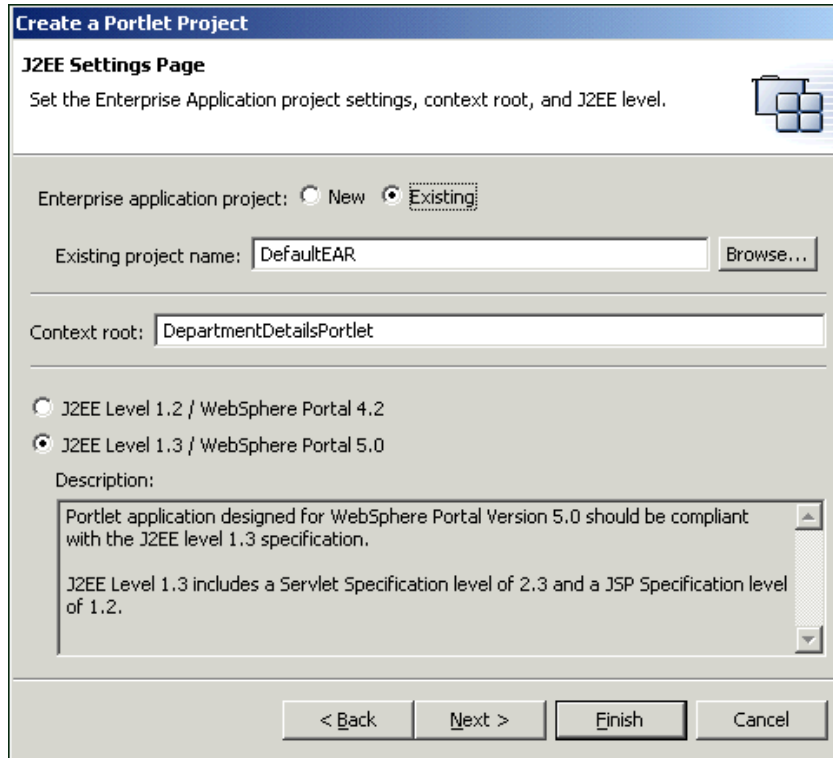 Create a Portlet Project
J2EE Settings Page
Set the Enterprise Application project settings, context root, and J2EE level.
Enterprise application project: New Existing
Existing project name: DefaultEAR Browse...
Context root: DepartmentDetailsPortlet
J2EE Level 1.2 / WebSphere Portal 4.2
J2EE Level 1.3 / WebSphere Portal 5.0
Description:
Portlet application designed for WebSphere Portal Version 5.0 should be compliant
with the J2EE level 1.3 specification.
J2EE Level 1.3 includes a Servlet Specification level of 2.3 and a JSP Specification level
of 1.2.
< Back Next > Finish Cancel